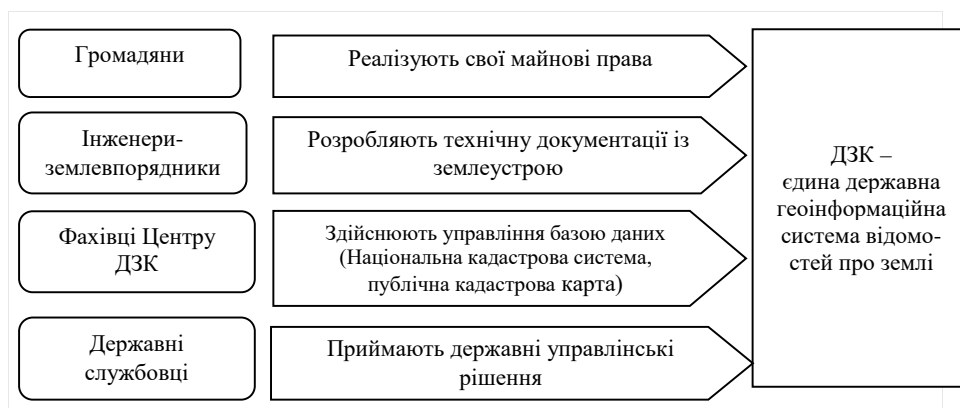 Громадяни
Реалізують свої майнові права
Інженери-
землевпорядники
Розробляють технічну документації із
землеустрою
Фахівці Центру
ДЗК
Здійснюють управління базою даних
(Національна кадастрова система,
публічна кадастрова карта)
Державні
службовці
Приймають державні управлінські
рішення
ДЗК –
єдина державна
геоінформаційна
система відомо-
стей про землі